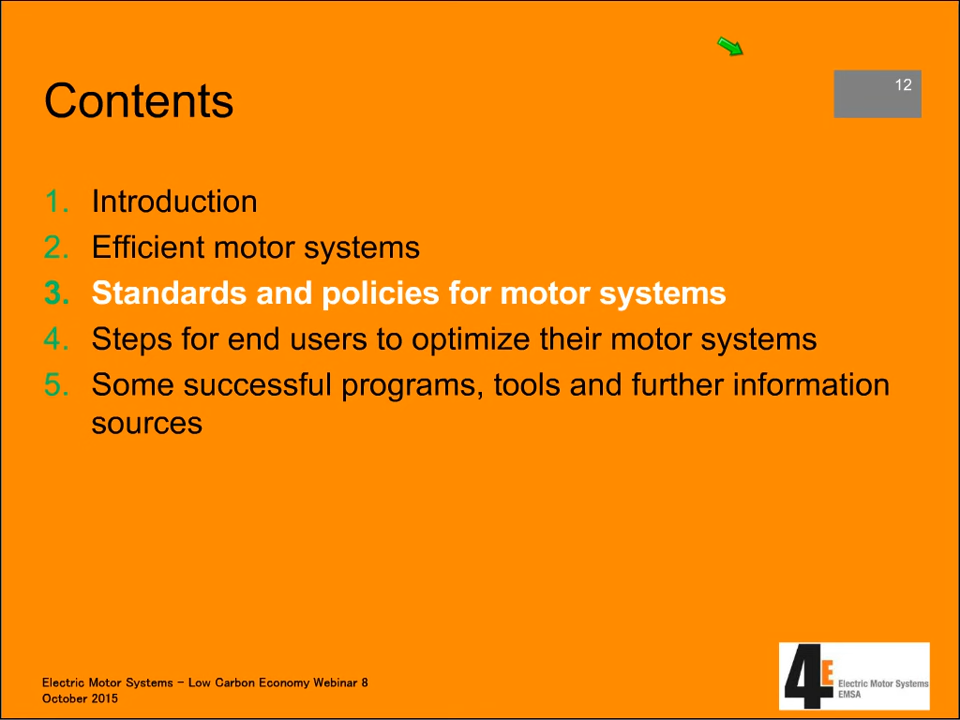 12
Contents
1. Introduction
2. Efficient motor systems
3. Standards and policies for motor systems
4. Steps for end users to optimize their motor systems
5. Some successful programs, tools and further information
sources
Electric Motor Systems – Low Carbon Economy Webinar 8
October 2015
4E
Electric Motor Systems
EMSA